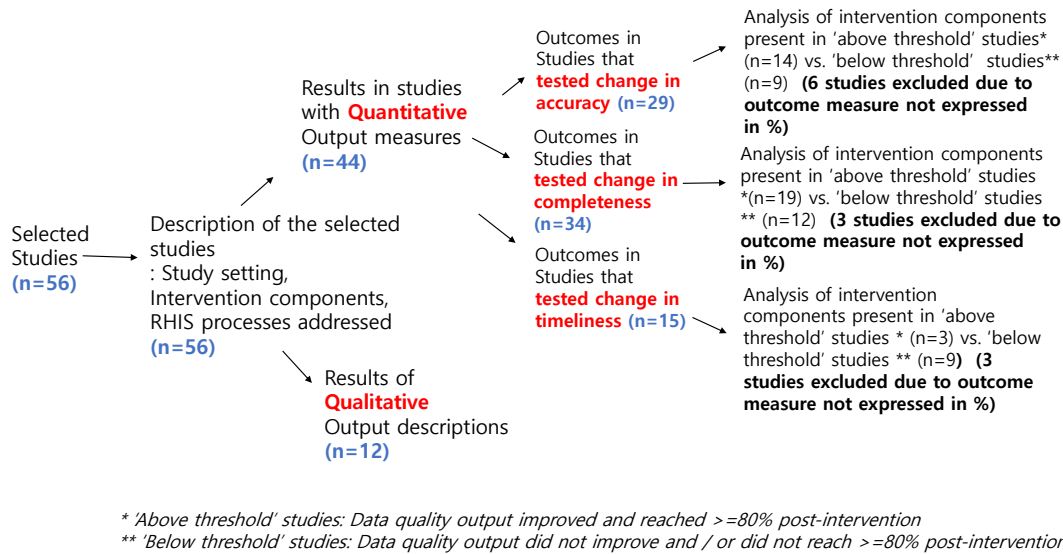 Selected
Studies
(n=56)
Description of the selected
studies
: Study setting,
Intervention components,
RHIS processes addressed
(n=56)
Results in studies
with Quantitative
Output measures
(n=44)
Results of
Qualitative
Output descriptions
(n=12)
Outcomes in
Studies that
tested change in
accuracy (n=29)
Outcomes in
Studies that
tested change in
completeness
(n=34)
Outcomes in
Studies that
tested change in
timeliness (n=15)
Analysis of intervention components
present in ‘above threshold’ studies*
(n=14) vs. ‘below threshold’ studies**
(n=9) (6 studies excluded due to
outcome measure not expressed
in %)
Analysis of intervention components
present in ‘above threshold’ studies
*(n=19) vs. ‘below threshold’ studies
** (n=12) (3 studies excluded due to
outcome measure not expressed
in %)
Analysis of intervention
components present in ‘above
threshold’ studies * (n=3) vs. ‘below
threshold’ studies ** (n=9) (3
studies excluded due to outcome
measure not expressed in %)
* ‘Above threshold’ studies: Data quality output improved and reached >=80% post-intervention
** ‘Below threshold’ studies: Data quality output did not improve and / or did not reach >=80% post-intervention